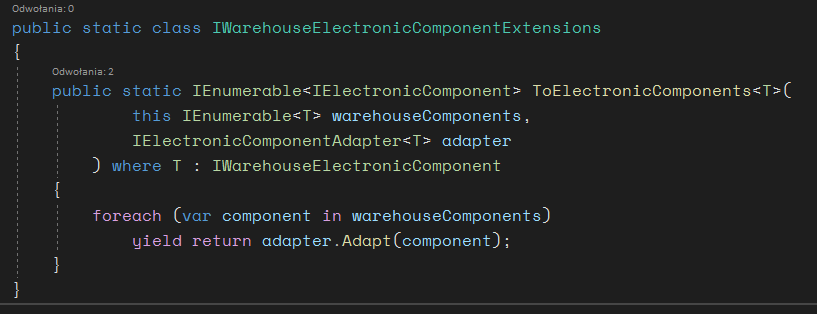 Odwołania: 0
public static class IWarehouseElectronicComponentExtensions
{
Odwołania: 2
public static IEnumerable<IElectronicComponent> ToElectronicComponents<T>(
this IEnumerable<T> warehouseComponents,
IElectronicComponentAdapter<T> adapter
) where T : IWarehouseElectronicComponent
{
foreach (var component in warehouseComponents)
yield return adapter.Adapt(component);
}
}